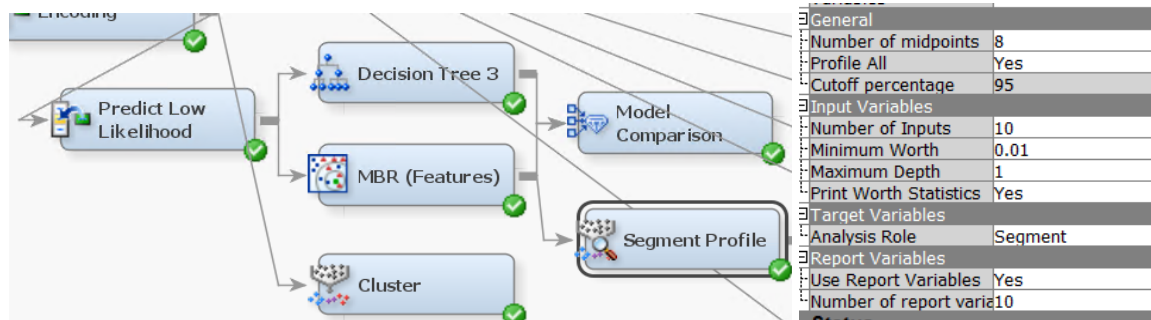 Encoding
Predict Low
Likelihood
Decision Tree 3
MBR (Features)
Cluster
Model
Comparison
Segment Profile
General
Number of midpoints 8
Profile All Yes
Cutoff percentage 95
Input Variables
Number of Inputs 10
Minimum Worth 0.01
Maximum Depth 1
Print Worth Statistics Yes
Target Variables
Analysis Role Segment
Report Variables
Use Report Variables Yes
Number of report varia 10